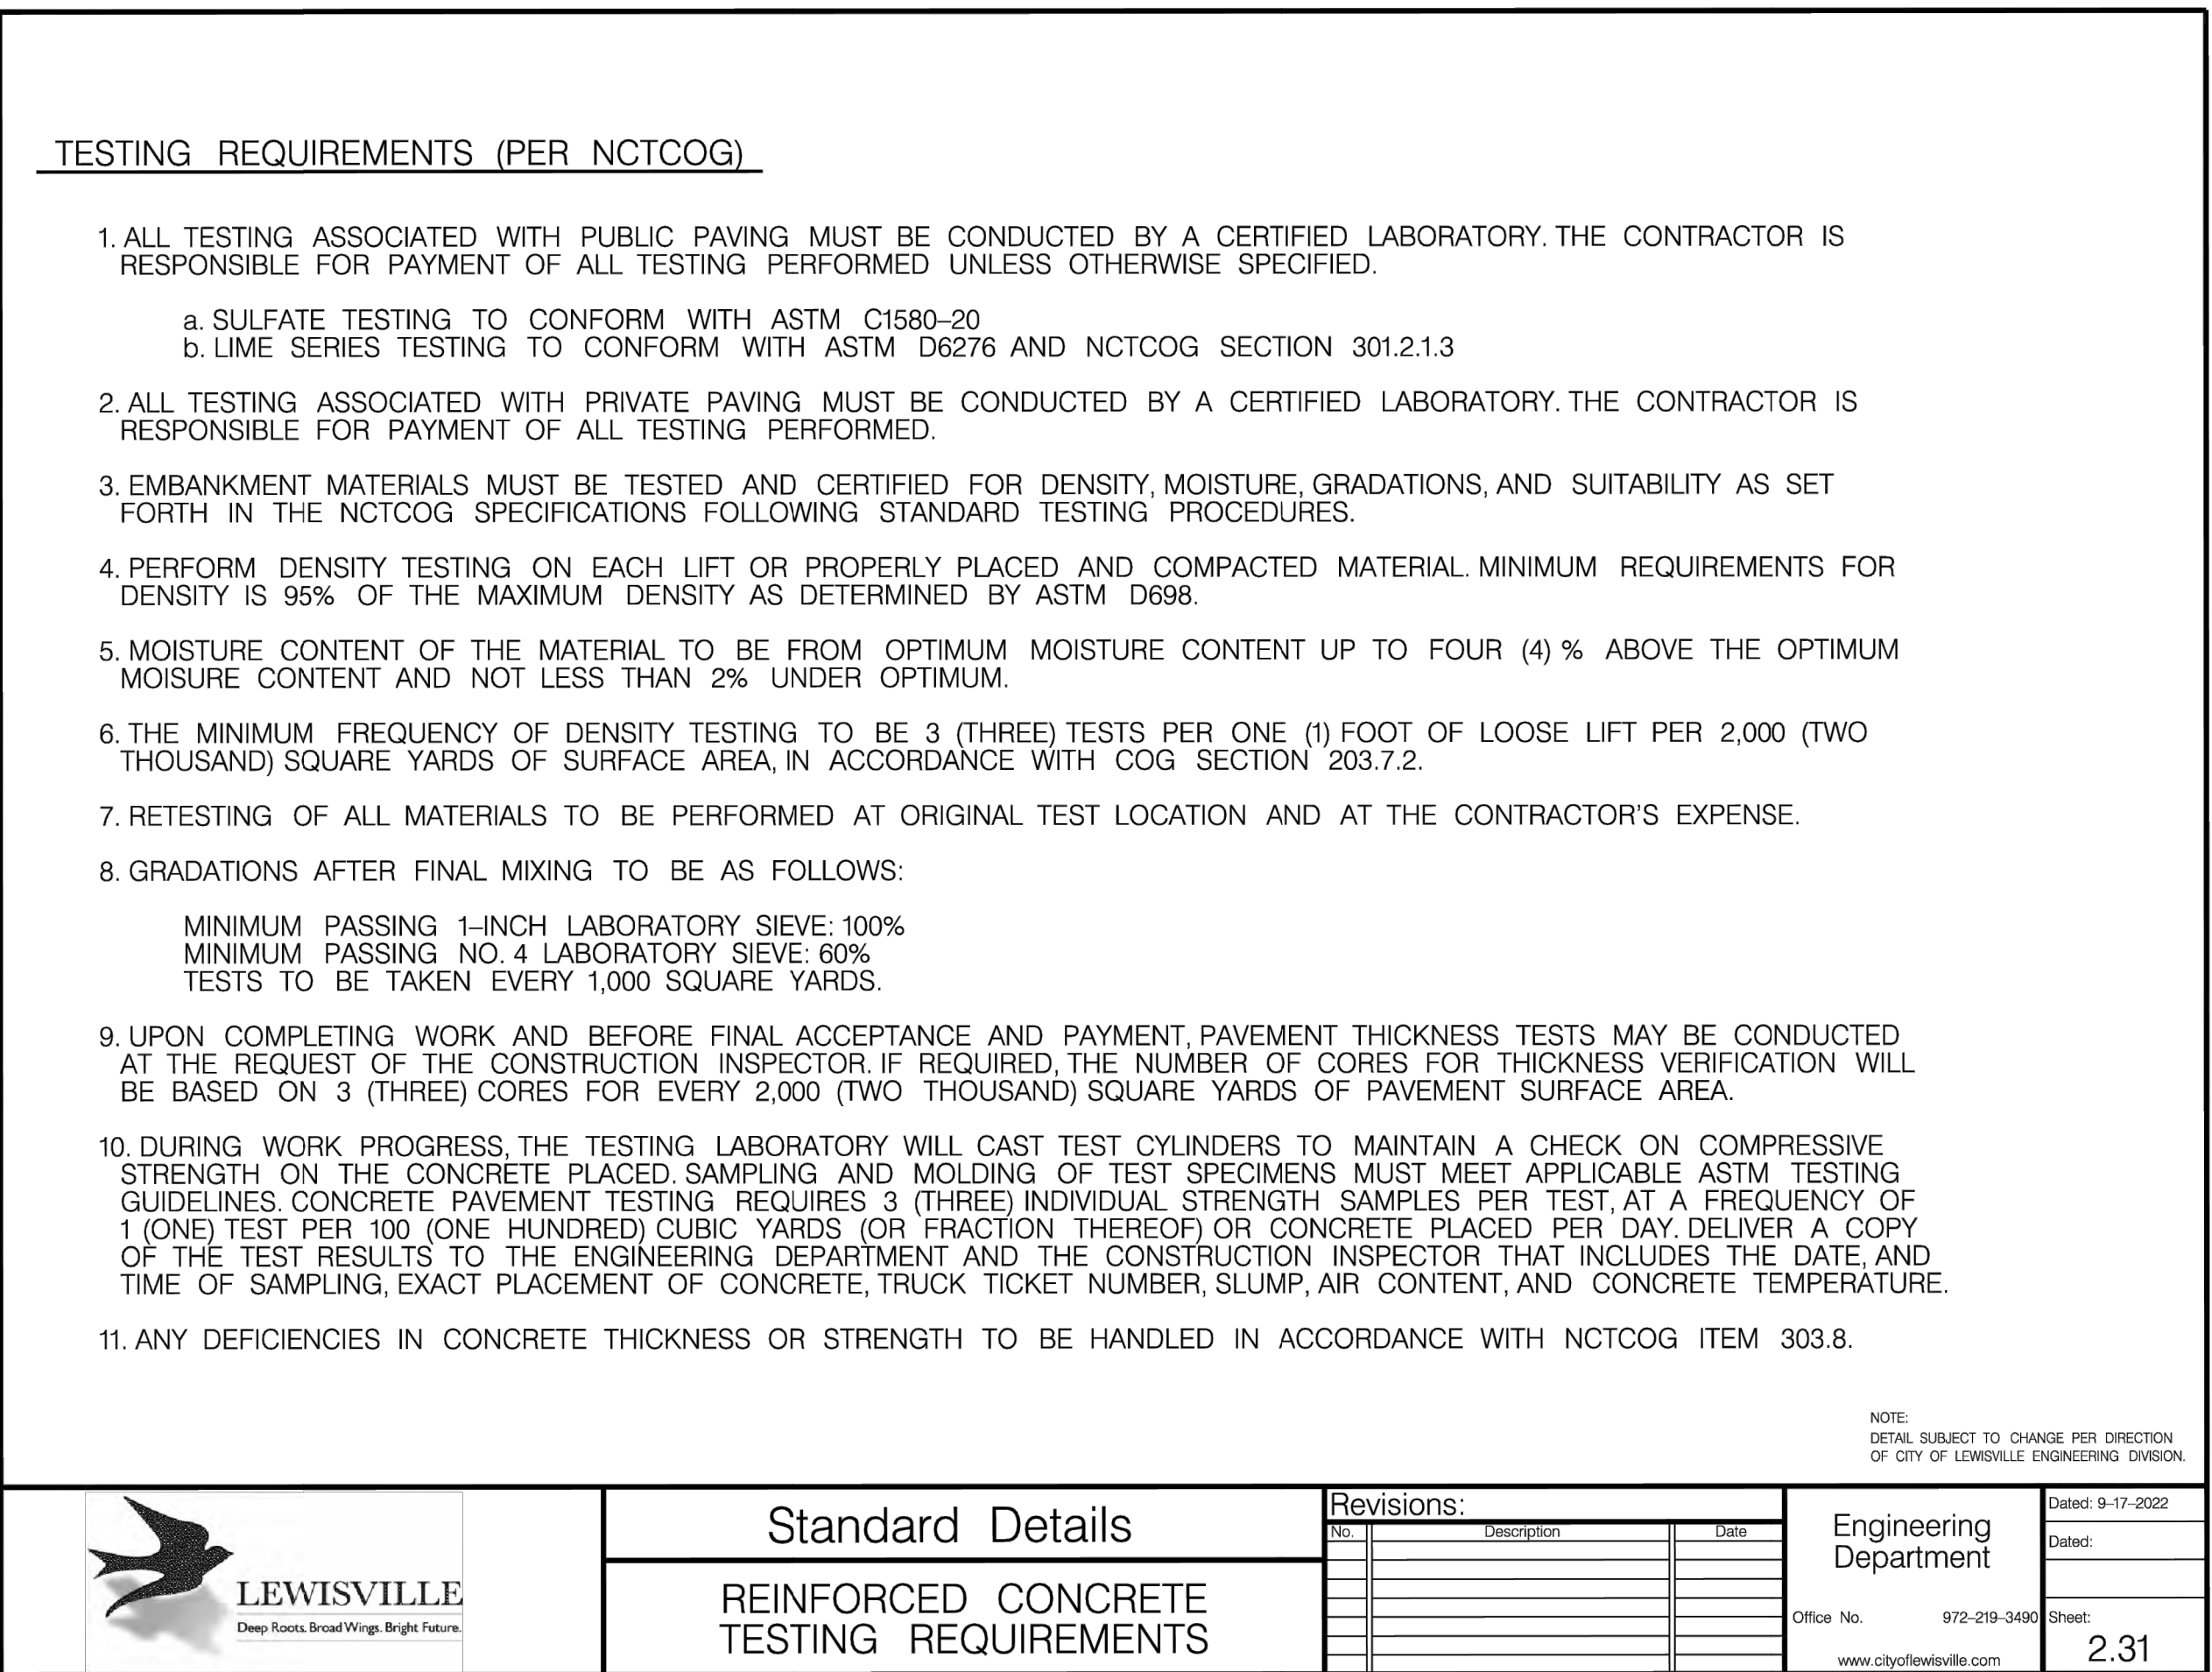 TESTING REQUIREMENTS (PER NCTCOG)
1. ALL TESTING ASSOCIATED WITH PUBLIC PAVING MUST BE CONDUCTED BY A CERTIFIED LABORATORY. THE CONTRACTOR IS
RESPONSIBLE FOR PAYMENT OF ALL TESTING PERFORMED UNLESS OTHERWISE SPECIFIED.
a. SULFATE TESTING TO CONFORM WITH ASTM C1580–20
b. LIME SERIES TESTING TO CONFORM WITH ASTM D6276 AND NCTCOG SECTION 301.2.1.3
2. ALL TESTING ASSOCIATED WITH PRIVATE PAVING MUST BE CONDUCTED BY A CERTIFIED LABORATORY. THE CONTRACTOR IS
RESPONSIBLE FOR PAYMENT OF ALL TESTING PERFORMED.
3. EMBANKMENT MATERIALS MUST BE TESTED AND CERTIFIED FOR DENSITY, MOISTURE, GRADATIONS, AND SUITABILITY AS SET
FORTH IN THE NCTCOG SPECIFICATIONS FOLLOWING STANDARD TESTING PROCEDURES.
4. PERFORM DENSITY TESTING ON EACH LIFT OR PROPERLY PLACED AND COMPACTED MATERIAL. MINIMUM REQUIREMENTS FOR
DENSITY IS 95% OF THE MAXIMUM DENSITY AS DETERMINED BY ASTM D698.
5. MOISTURE CONTENT OF THE MATERIAL TO BE FROM OPTIMUM MOISTURE CONTENT UP TO FOUR (4) % ABOVE THE OPTIMUM
MOISURE CONTENT AND NOT LESS THAN 2% UNDER OPTIMUM.
6. THE MINIMUM FREQUENCY OF DENSITY TESTING TO BE 3 (THREE) TESTS PER ONE (1) FOOT OF LOOSE LIFT PER 2,000 (TWO
THOUSAND) SQUARE YARDS OF SURFACE AREA, IN ACCORDANCE WITH COG SECTION 203.7.2.
7. RETESTING OF ALL MATERIALS TO BE PERFORMED AT ORIGINAL TEST LOCATION AND AT THE CONTRACTOR'S EXPENSE.
8. GRADATIONS AFTER FINAL MIXING TO BE AS FOLLOWS:
MINIMUM PASSING 1–INCH LABORATORY SIEVE: 100%
MINIMUM PASSING NO. 4 LABORATORY SIEVE: 60%
TESTS TO BE TAKEN EVERY 1,000 SQUARE YARDS.
9. UPON COMPLETING WORK AND BEFORE FINAL ACCEPTANCE AND PAYMENT, PAVEMENT THICKNESS TESTS MAY BE CONDUCTED
AT THE REQUEST OF THE CONSTRUCTION INSPECTOR. IF REQUIRED, THE NUMBER OF CORES FOR THICKNESS VERIFICATION WILL
BE BASED ON 3 (THREE) CORES FOR EVERY 2,000 (TWO THOUSAND) SQUARE YARDS OF PAVEMENT SURFACE AREA.
10. DURING WORK PROGRESS, THE TESTING LABORATORY WILL CAST TEST CYLINDERS TO MAINTAIN A CHECK ON COMPRESSIVE
STRENGTH ON THE CONCRETE PLACED. SAMPLING AND MOLDING OF TEST SPECIMENS MUST MEET APPLICABLE ASTM TESTING
GUIDELINES. CONCRETE PAVEMENT TESTING REQUIRES 3 (THREE) INDIVIDUAL STRENGTH SAMPLES PER TEST, AT A FREQUENCY OF
1 (ONE) TEST PER 100 (ONE HUNDRED) CUBIC YARDS (OR FRACTION THEREOF) OR CONCRETE PLACED PER DAY. DELIVER A COPY
OF THE TEST RESULTS TO THE ENGINEERING DEPARTMENT AND THE CONSTRUCTION INSPECTOR THAT INCLUDES THE DATE, AND
TIME OF SAMPLING, EXACT PLACEMENT OF CONCRETE, TRUCK TICKET NUMBER, SLUMP, AIR CONTENT, AND CONCRETE TEMPERATURE.
11. ANY DEFICIENCIES IN CONCRETE THICKNESS OR STRENGTH TO BE HANDLED IN ACCORDANCE WITH NCTCOG ITEM 303.8.
NOTE:
DETAIL SUBJECT TO CHANGE PER DIRECTION
OF CITY OF LEWISVILLE ENGINEERING DIVISION.
LEWISVILLE
Deep Roots. Broad Wings. Bright Future.
Standard Details
REINFORCED CONCRETE
TESTING REQUIREMENTS
Revisions:
No. Description Date
Engineering
Department
Office No. 972–219–3490
www.cityoflewisville.com
Dated: 9–17–2022
Dated:
Sheet:
2.31